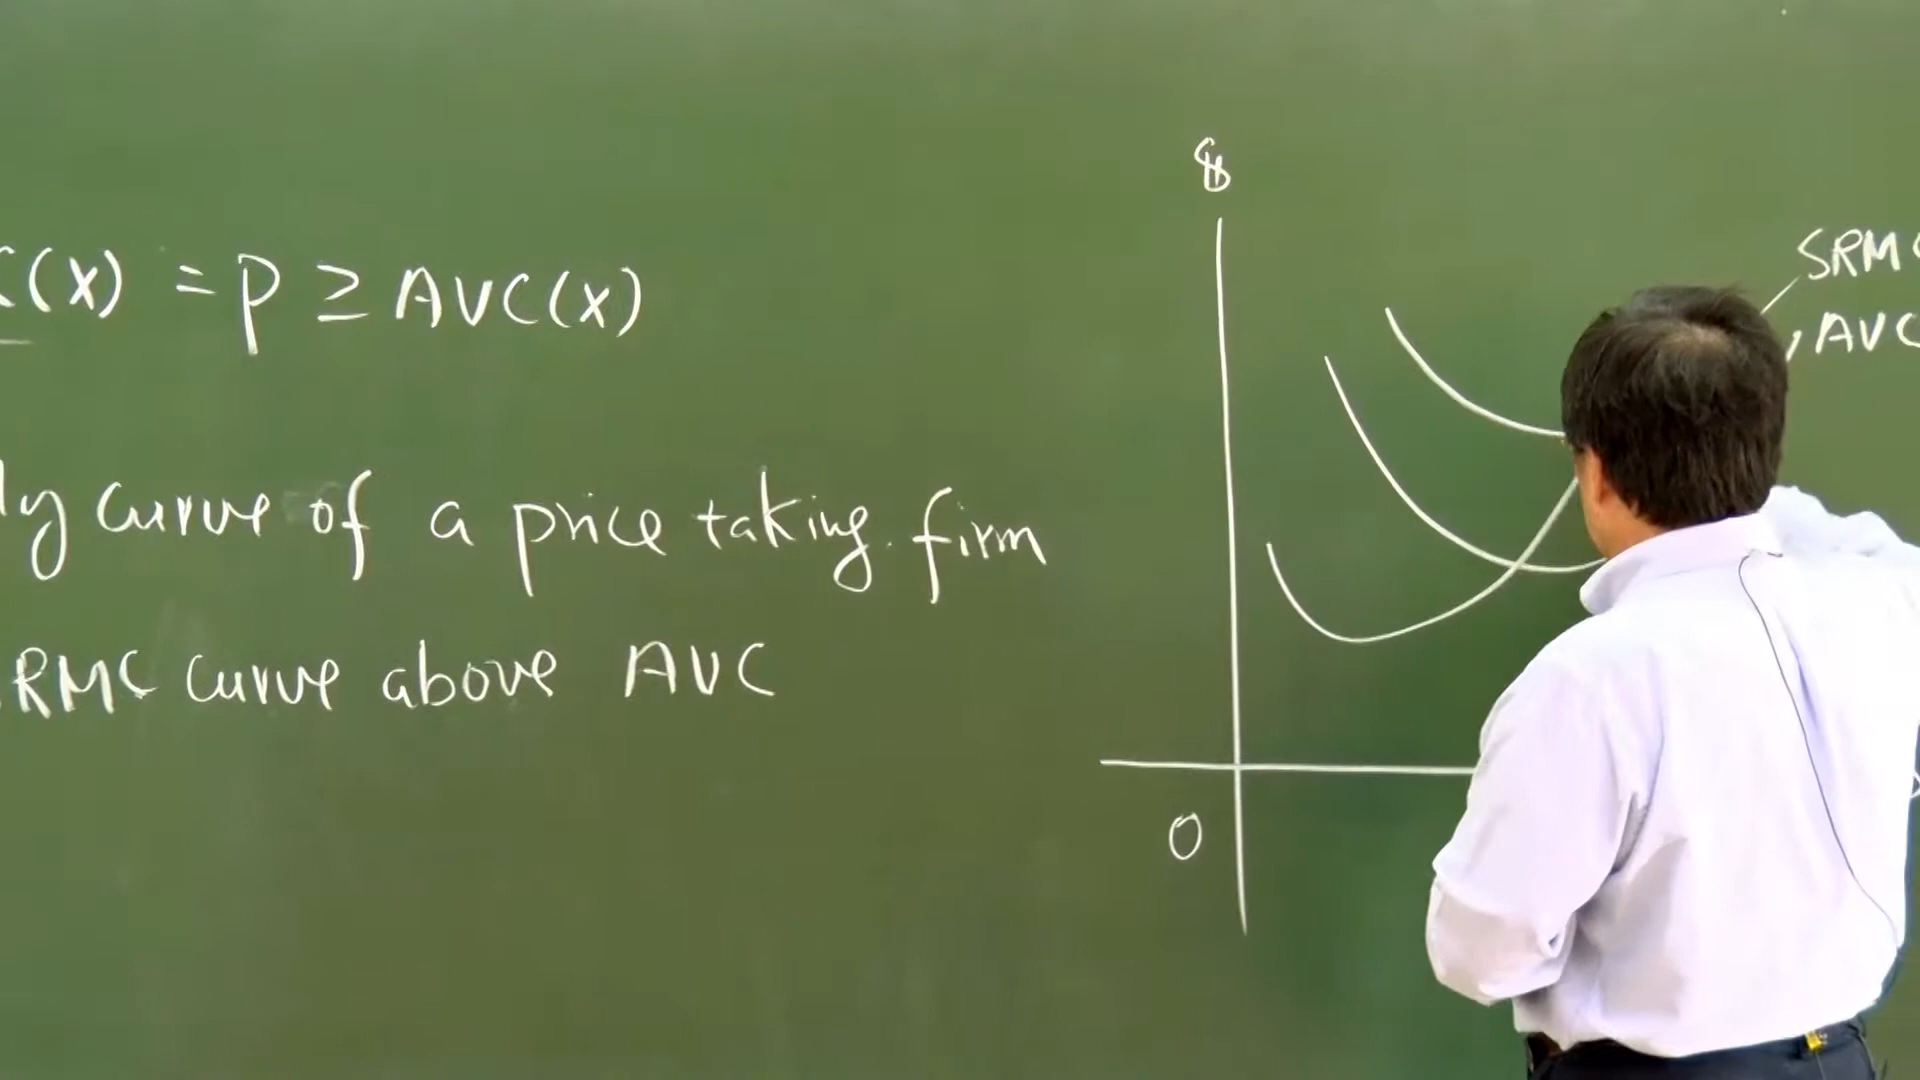 (x) = p ≥ AVC(x)
curve of a price taking firm
RMC curve above AVC
$
SRM
AVC
0